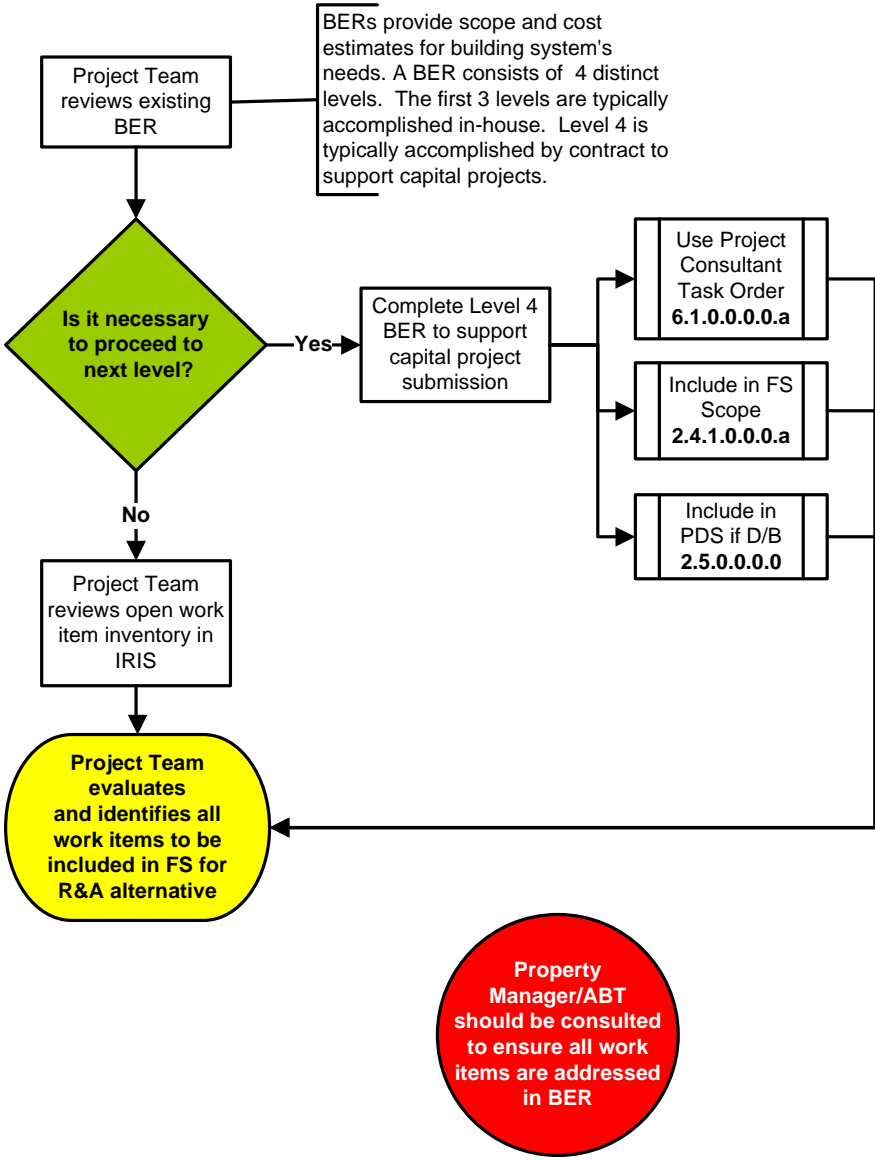 Project Team
reviews existing
BER
BERs provide scope and cost
estimates for building system's
needs. A BER consists of  4 distinct
levels.  The first 3 levels are typically
accomplished in-house.  Level 4 is
typically accomplished by contract to
support capital projects.
Is it necessary
to proceed to
next level?
Yes
Complete Level 4
BER to support
capital project
submission
Use Project
Consultant
Task Order
6.1.0.0.0.0.a
Include in FS
Scope
2.4.1.0.0.0.a
Include in
PDS if D/B
2.5.0.0.0.0
No
Project Team
reviews open work
item inventory in
IRIS
Project Team
evaluates
and identifies all
work items to be
included in FS for
R&A alternative
Property
Manager/ABT
should be consulted
to ensure all work
items are addressed
in BER